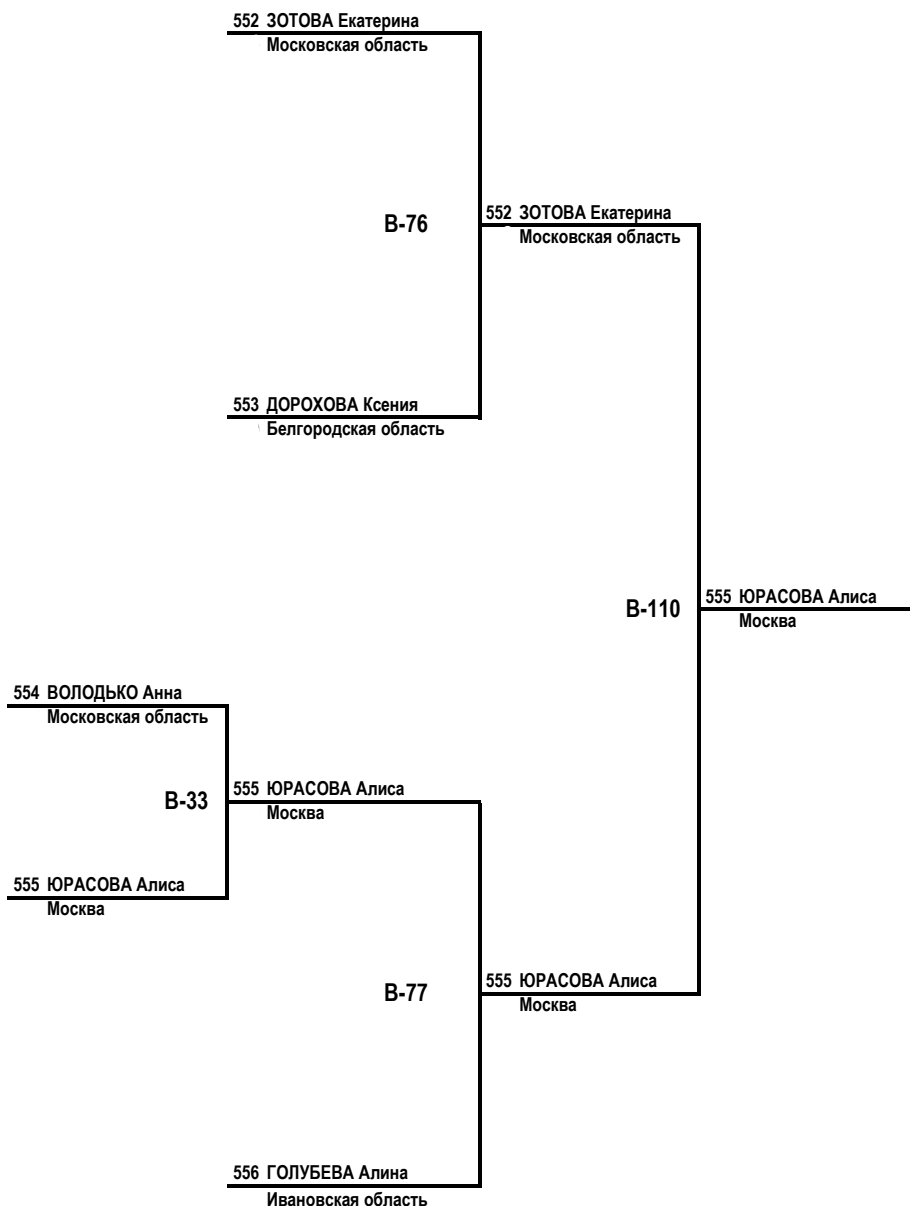 552 ЗОТОВА Екатерина
Московская область
B-76
552 ЗОТОВА Екатерина
Московская область
553 ДОРОХОВА Ксения
Белгородская область
B-110
555 ЮРАСОВА Алиса
Москва
554 ВОЛОДЬКО Анна
Московская область
B-33
555 ЮРАСОВА Алиса
Москва
555 ЮРАСОВА Алиса
Москва
B-77
555 ЮРАСОВА Алиса
Москва
556 ГОЛУБЕВА Алина
Ивановская область